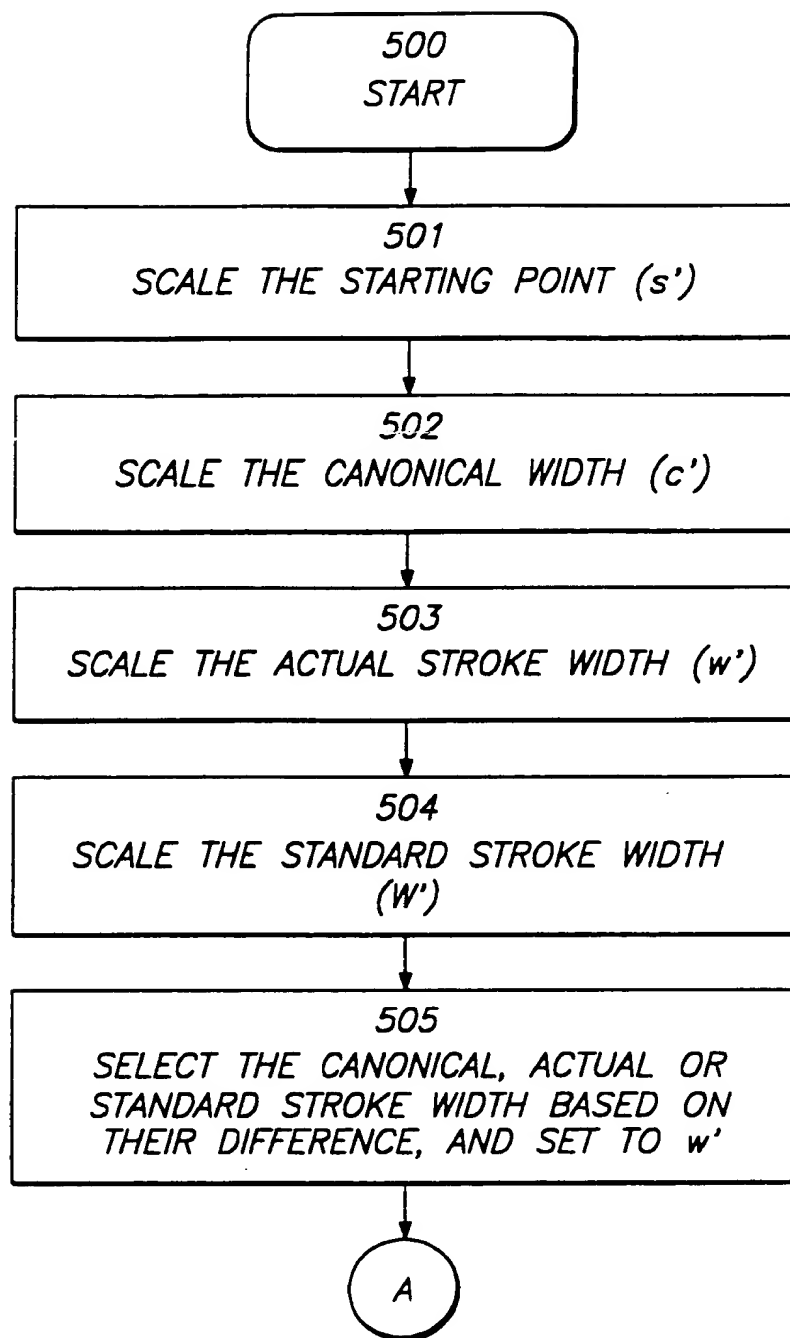 500
START
501
SCALE THE STARTING POINT (s')
502
SCALE THE CANONICAL WIDTH (c')
503
SCALE THE ACTUAL STROKE WIDTH (w')
504
SCALE THE STANDARD STROKE WIDTH
(W')
505
SELECT THE CANONICAL, ACTUAL OR
STANDARD STROKE WIDTH BASED ON
THEIR DIFFERENCE, AND SET TO w'
A